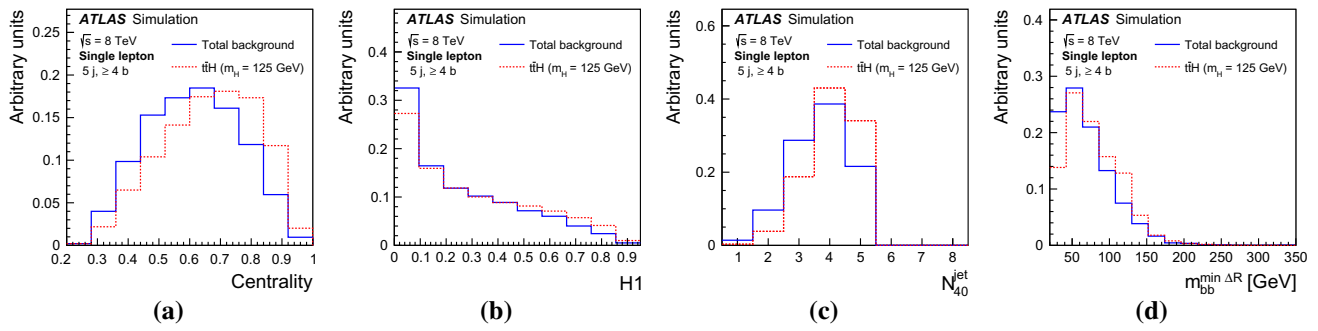 ATLAS Simulation
√s = 8 TeV
Single lepton
5 j, ≥ 4 b
Total background
tt̄H (m_H = 125 GeV)
Arbitrary units
0.25
0.2
0.15
0.1
0.05
0
0.2 0.3 0.4 0.5 0.6 0.7 0.8 0.9 1
Centrality
(a)
ATLAS Simulation
√s = 8 TeV
Single lepton
5 j, ≥ 4 b
Total background
tt̄H (m_H = 125 GeV)
Arbitrary units
0.4
0.3
0.2
0.1
0
0 0.1 0.2 0.3 0.4 0.5 0.6 0.7 0.8 0.9
H1
(b)
ATLAS Simulation
√s = 8 TeV
Single lepton
5 j, ≥ 4 b
Total background
tt̄H (m_H = 125 GeV)
Arbitrary units
0.6
0.4
0.2
0
1 2 3 4 5 6 7 8
N_40^jet
(c)
ATLAS Simulation
√s = 8 TeV
Single lepton
5 j, ≥ 4 b
Total background
tt̄H (m_H = 125 GeV)
Arbitrary units
0.4
0.3
0.2
0.1
0
50 100 150 200 250 300 350
m_bb^min ΔR [GeV]
(d)